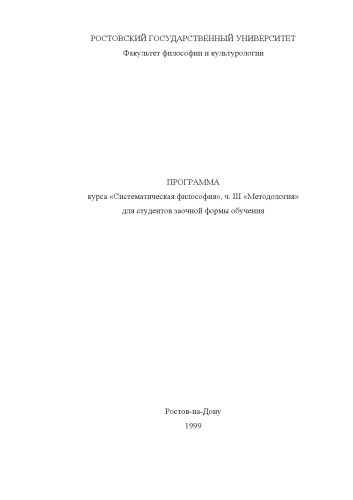 РОСТОВСКИЙ ГОСУДАРСТВЕННЫЙ УНИВЕРСИТЕТ
Факультет философии и культурологии
ПРОГРАММА
курса «Систематическая философия», ч. III «Методология»
для студентов заочной формы обучения
Ростов-на-Дону
1999